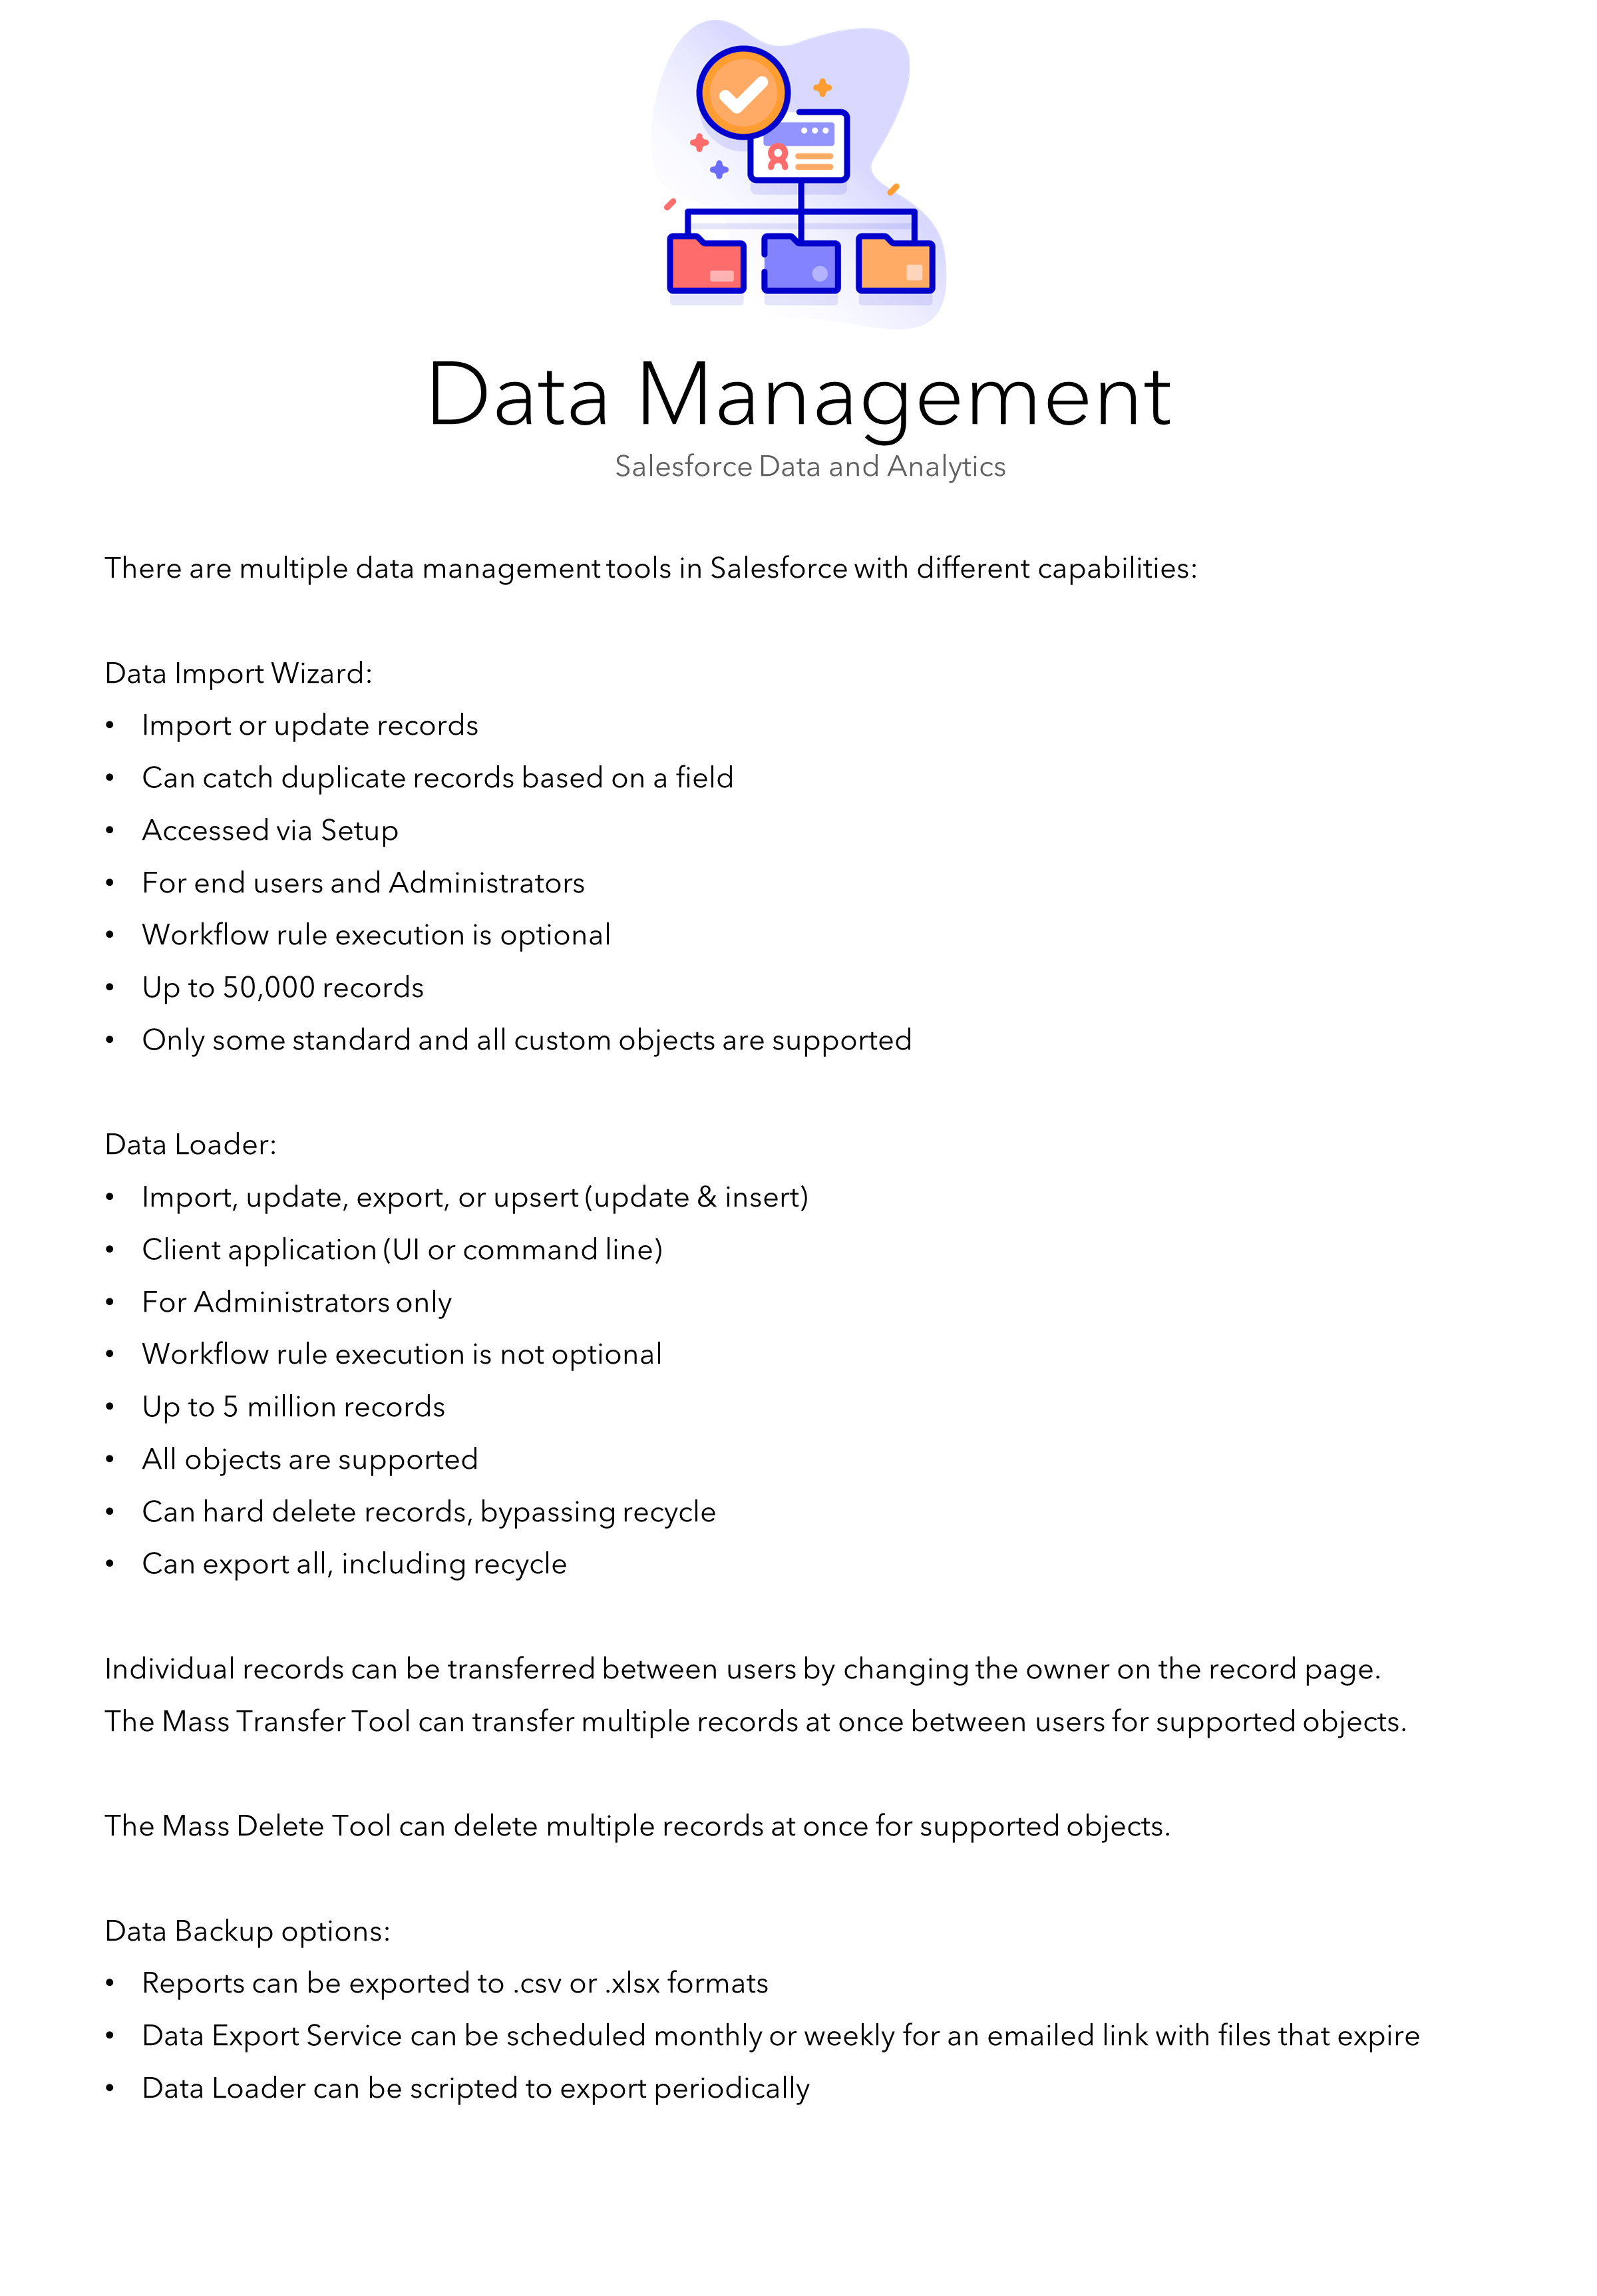 Data Management
Salesforce Data and Analytics
There are multiple data management tools in Salesforce with different capabilities:
Data Import Wizard:
• Import or update records
• Can catch duplicate records based on a field
• Accessed via Setup
• For end users and Administrators
• Workflow rule execution is optional
• Up to 50,000 records
• Only some standard and all custom objects are supported
Data Loader:
• Import, update, export, or upsert (update & insert)
• Client application (UI or command line)
• For Administrators only
• Workflow rule execution is not optional
• Up to 5 million records
• All objects are supported
• Can hard delete records, bypassing recycle
• Can export all, including recycle
Individual records can be transferred between users by changing the owner on the record page.
The Mass Transfer Tool can transfer multiple records at once between users for supported objects.
The Mass Delete Tool can delete multiple records at once for supported objects.
Data Backup options:
• Reports can be exported to .csv or .xlsx formats
• Data Export Service can be scheduled monthly or weekly for an emailed link with files that expire
• Data Loader can be scripted to export periodically